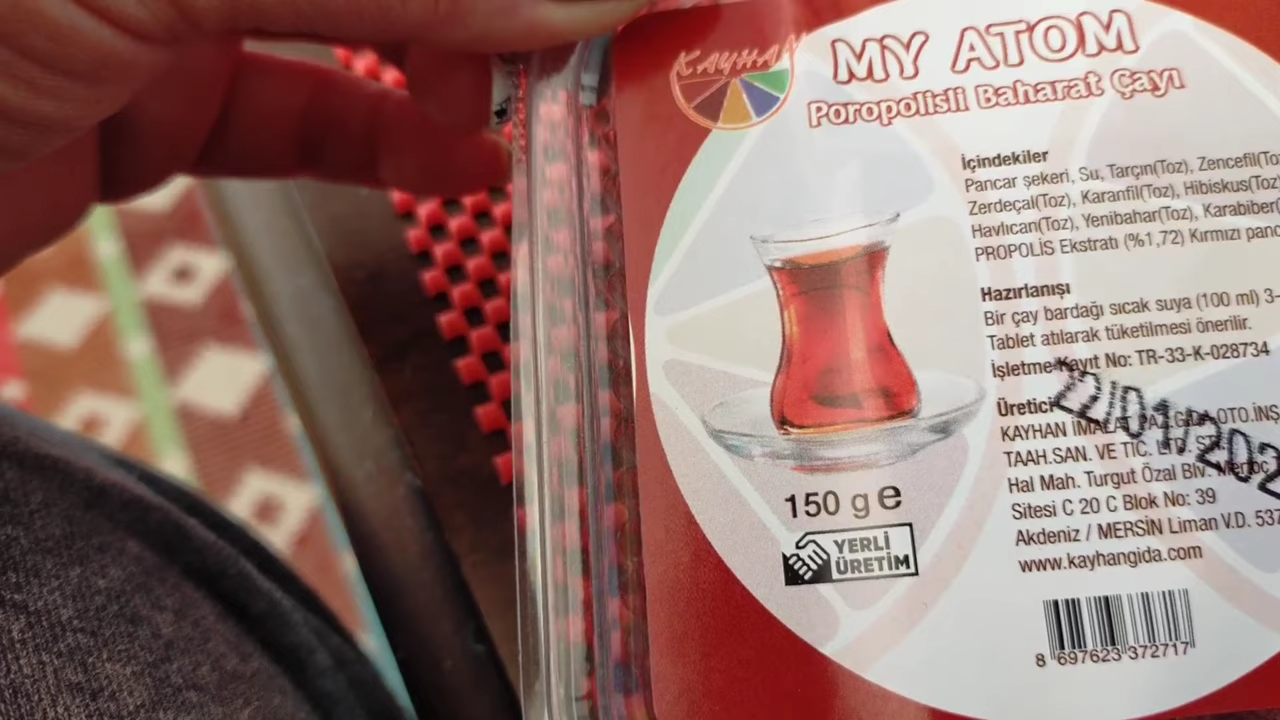 KAYHAN
MY ATOM
Poropolisli Baharat Çayı
İçindekiler
Pancar şekeri, Su, Tarçın(Toz), Zencefil(To
Zerdeçal(Toz), Karanfil(Toz), Hibiskus(Toz
Havlıcan(Toz), Yenibahar(Toz), Karabiber(
PROPOLİS Ekstratı (%1,72) Kırmızı panc
Hazırlanışı
Bir çay bardağı sıcak suya (100 ml) 3-
Tablet atılarak tüketilmesi önerilir.
İşletme Kayıt No: TR-33-K-028734
22/01/202
Üretici
KAYHAN İMALAT PAZ. GIDA OTO.İNŞ
TAAH.SAN. VE TİC. LTD. ŞTİ
Hal Mah. Turgut Özal Blv.
Sitesi C 20 C Blok No: 39
Akdeniz / MERSİN Liman V.D. 537
www.kayhangida.com
150 g e
YERLİ
ÜRETİM
8 697623 372717